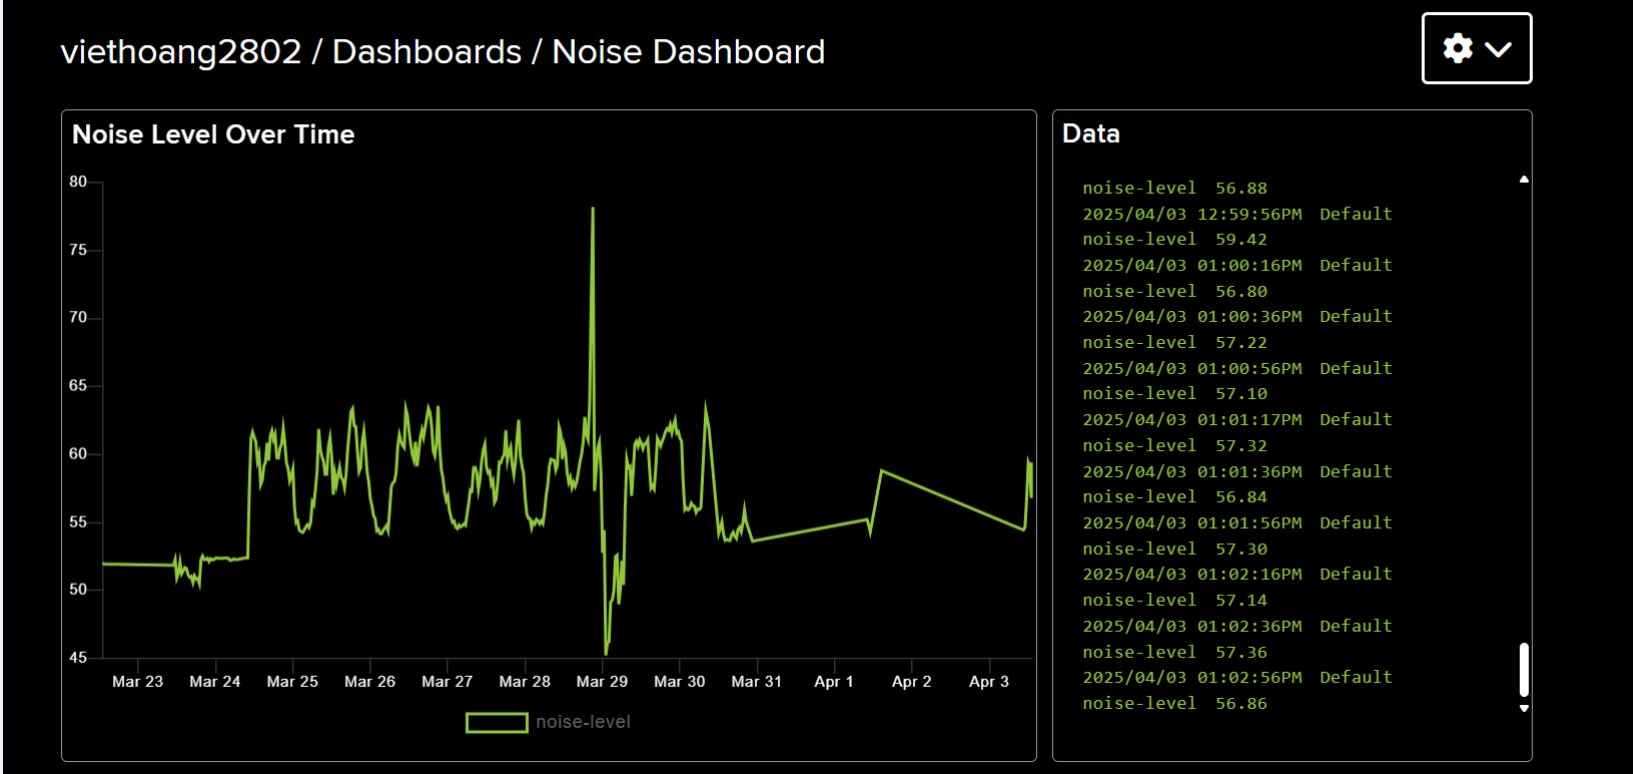 viethoang2802 / Dashboards / Noise Dashboard
Noise Level Over Time
80
75
70
65
60
55
50
45
Mar 23 Mar 24 Mar 25 Mar 26 Mar 27 Mar 28 Mar 29 Mar 30 Mar 31 Apr 1 Apr 2 Apr 3
noise-level
Data
noise-level 56.88
2025/04/03 12:59:56PM Default
noise-level 59.42
2025/04/03 01:00:16PM Default
noise-level 56.80
2025/04/03 01:00:36PM Default
noise-level 57.22
2025/04/03 01:00:56PM Default
noise-level 57.10
2025/04/03 01:01:17PM Default
noise-level 57.32
2025/04/03 01:01:36PM Default
noise-level 56.84
2025/04/03 01:01:56PM Default
noise-level 57.30
2025/04/03 01:02:16PM Default
noise-level 57.14
2025/04/03 01:02:36PM Default
noise-level 57.36
2025/04/03 01:02:56PM Default
noise-level 56.86